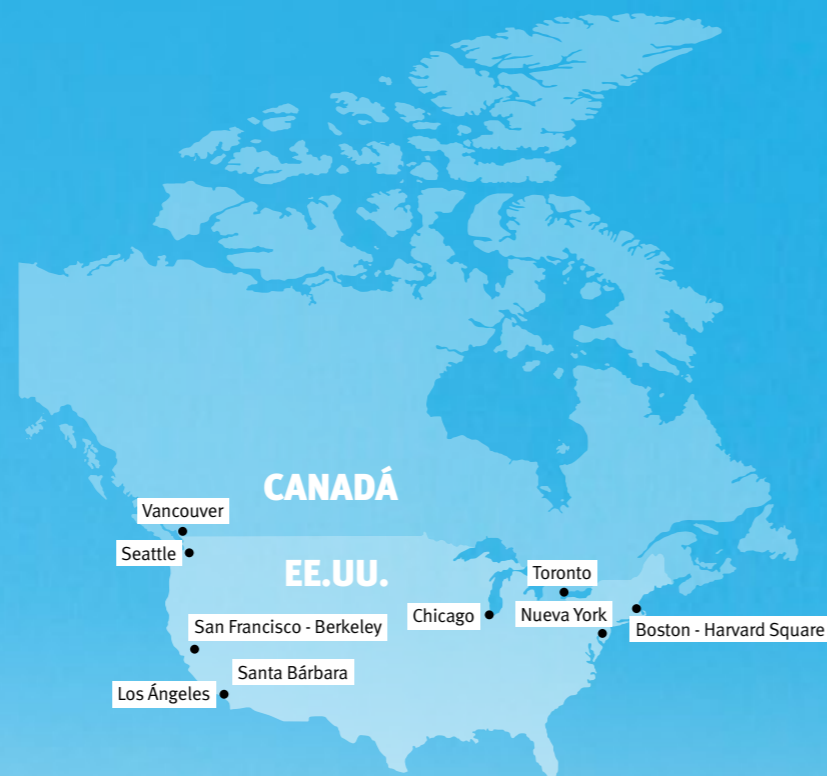 CANADÁ
Vancouver
Seattle
EE.UU.
Toronto
Chicago
Nueva York
San Francisco - Berkeley
Boston - Harvard Square
Santa Bárbara
Los Ángeles